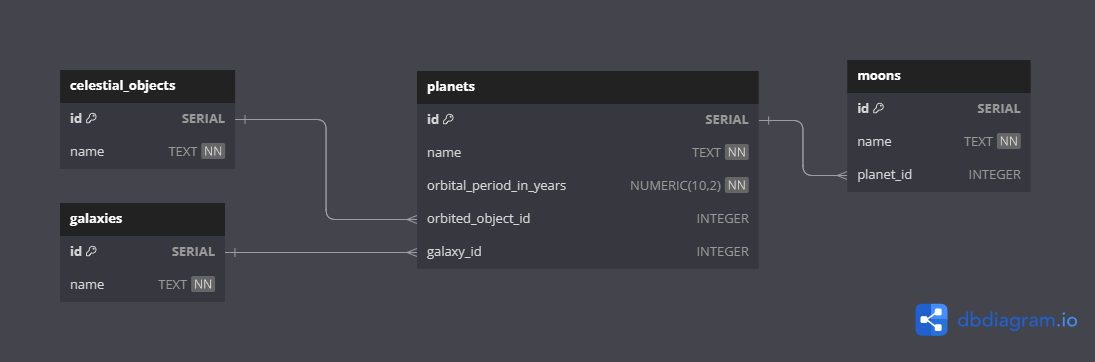 celestial_objects
id SERIAL
name TEXT NN
galaxies
id SERIAL
name TEXT NN
planets
id SERIAL
name TEXT NN
orbital_period_in_years NUMERIC(10,2) NN
orbited_object_id INTEGER
galaxy_id INTEGER
moons
id SERIAL
name TEXT NN
planet_id INTEGER
dbdiagram.io